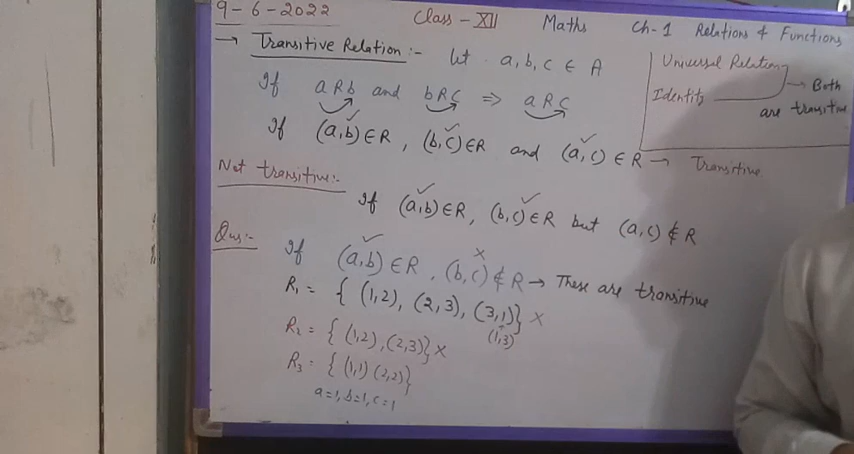 9-6-2022 Class - XII Maths Ch-1 Relations & Functions
→ Transitive Relation:- let a, b, c ∈ A
If aRb and bRc ⇒ aRc
If (a,b) ∈ R, (b,c) ∈ R and (a,c) ∈ R → Transitive
Universal Relation
Identity → Both
are transitive
Not transitive:-
If (a,b) ∈ R, (b,c) ∈ R but (a,c) ∉ R
Qus:-
If (a,b) ∈ R, (b,c) ∉ R → These are transitive
R₁ = { (1,2), (2,3), (3,1)} ×
(1,3)
R₂ = { (1,2), (2,3)} ×
R₃ = { (1,1) (2,2)}
a=1, b=1, c=1